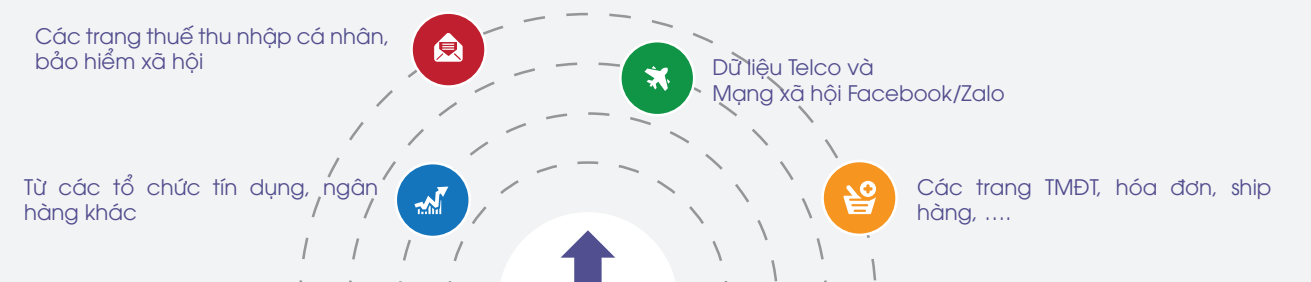 Các trang thuế thu nhập cá nhân,
bảo hiểm xã hội
Dữ liệu Telco và
Mạng xã hội Facebook/Zalo
Từ các tổ chức tín dụng, ngân
hàng khác
Các trang TMĐT, hóa đơn, ship
hàng, ....